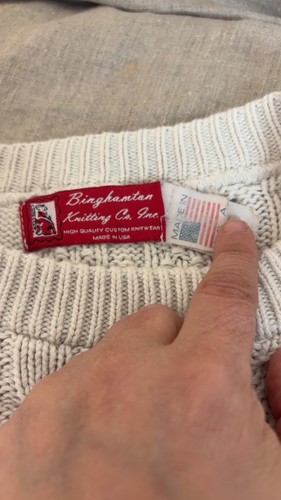 Binghamton
Knitting Co, Inc.
HIGH QUALITY CUSTOM KNITWEAR
MADE IN USA
MADE IN